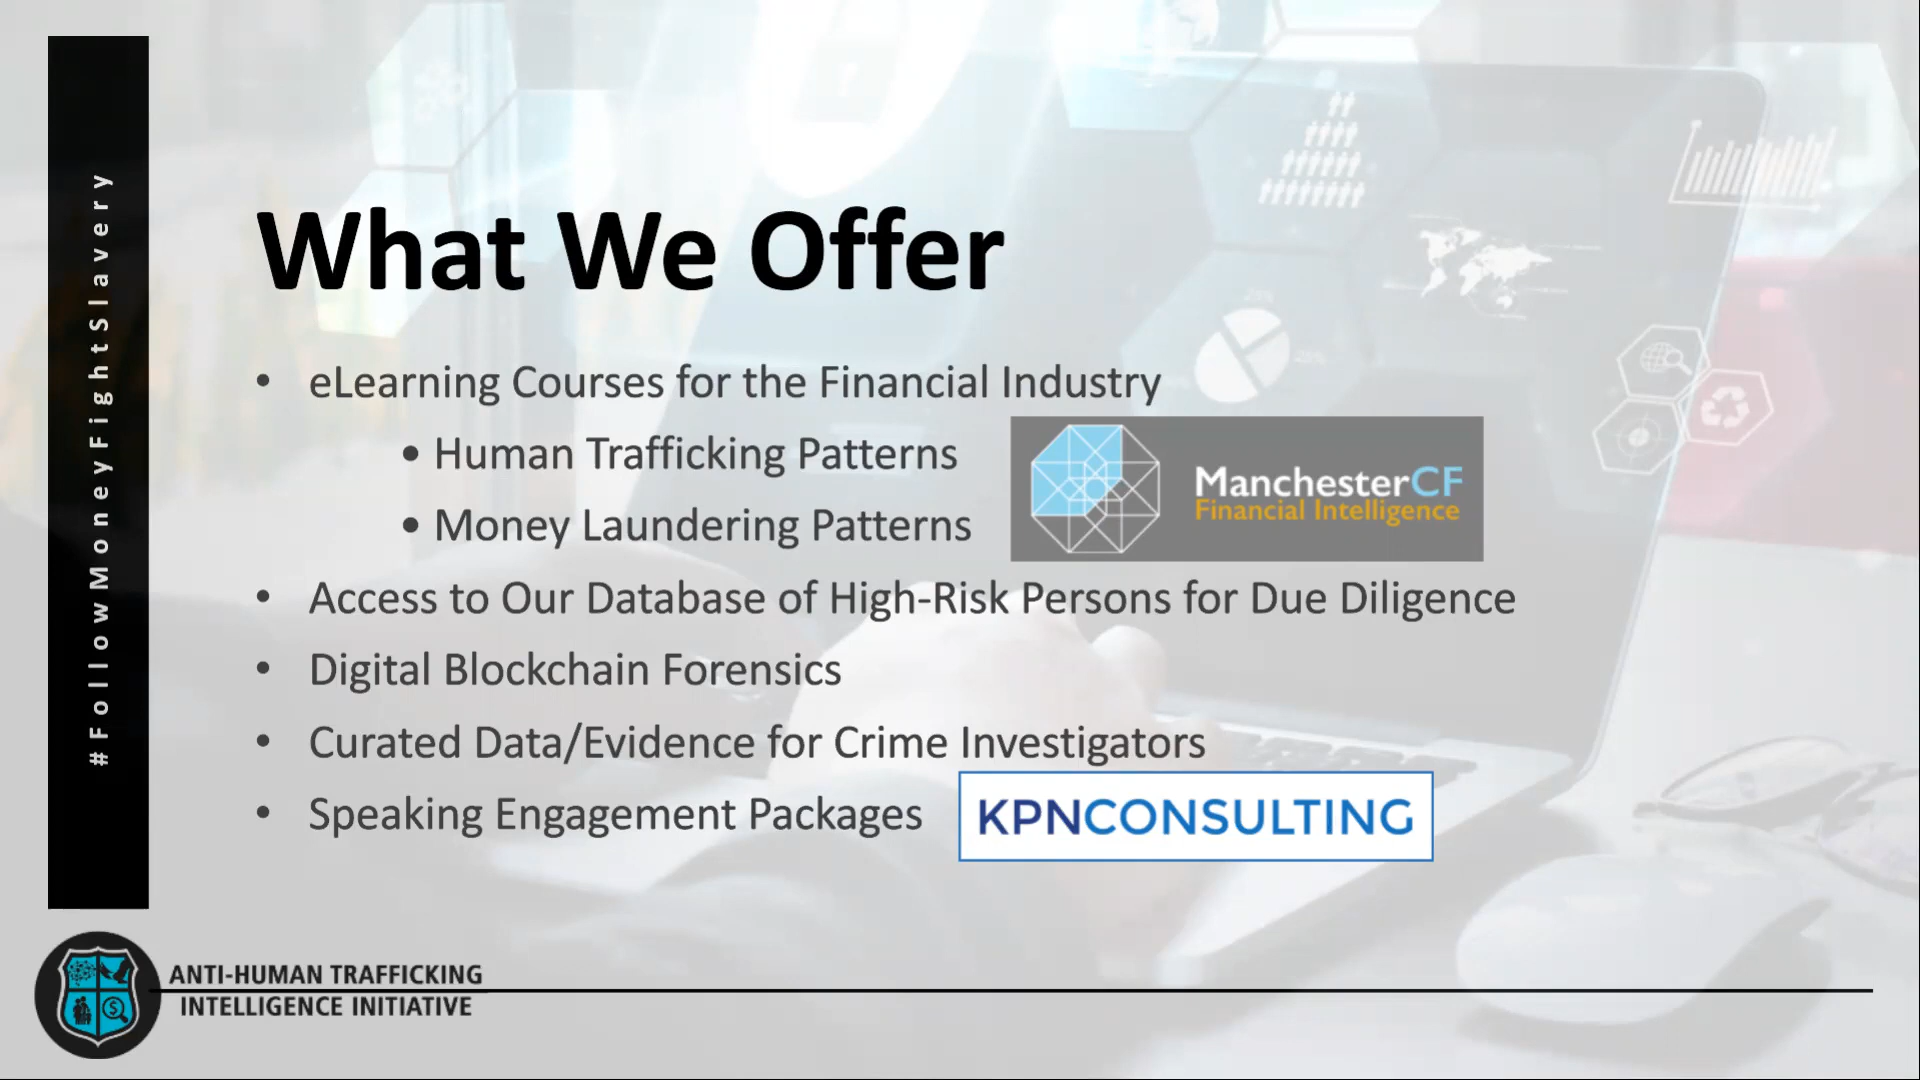 #FollowMoneyFightSlavery
What We Offer
• eLearning Courses for the Financial Industry
• Human Trafficking Patterns
• Money Laundering Patterns
ManchesterCF
Financial Intelligence
• Access to Our Database of High-Risk Persons for Due Diligence
• Digital Blockchain Forensics
• Curated Data/Evidence for Crime Investigators
• Speaking Engagement Packages
KPNCONSULTING
ANTI-HUMAN TRAFFICKING
INTELLIGENCE INITIATIVE